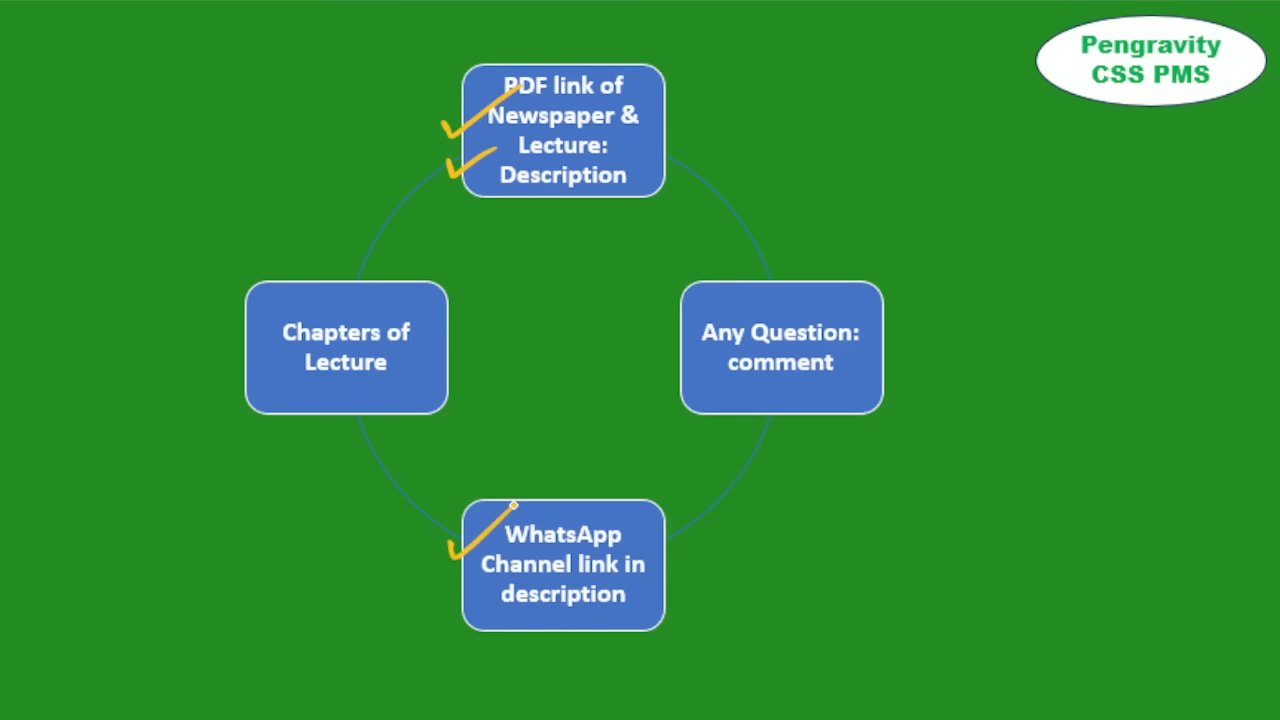 Pengravity
CSS PMS
PDF link of
Newspaper &
Lecture:
Description
Chapters of
Lecture
Any Question:
comment
WhatsApp
Channel link in
description